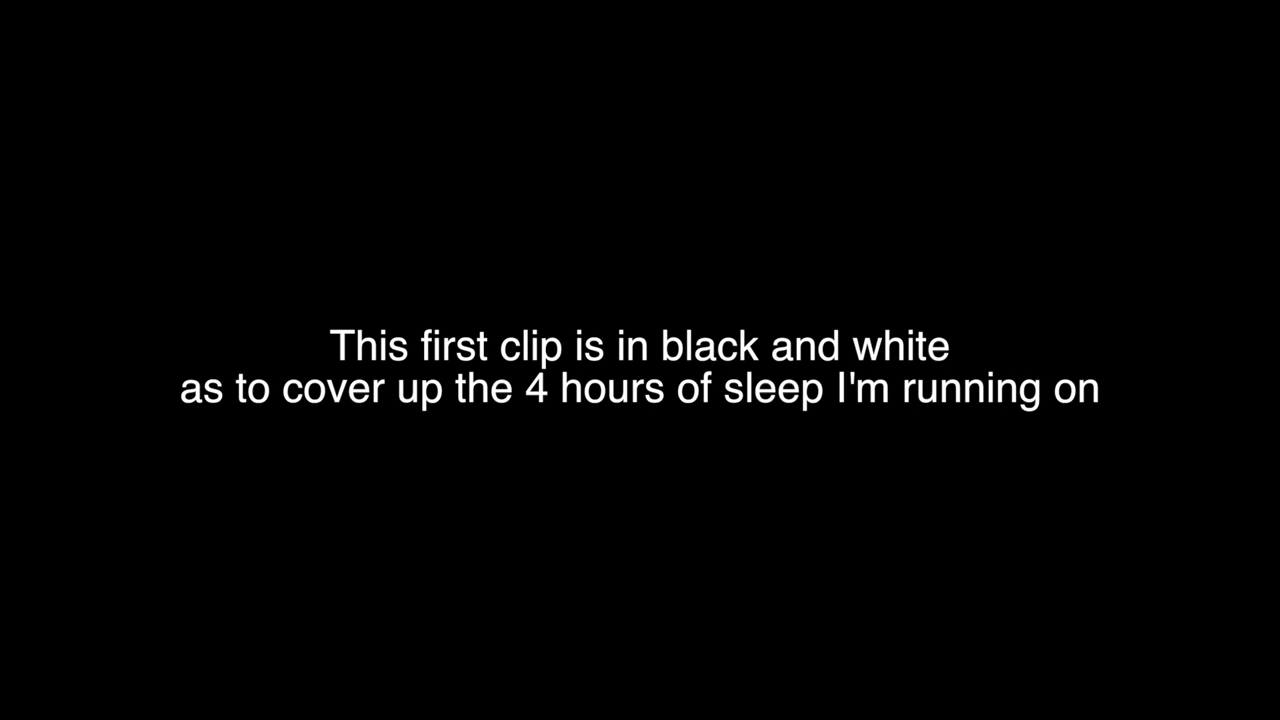 This first clip is in black and white
as to cover up the 4 hours of sleep I'm running on